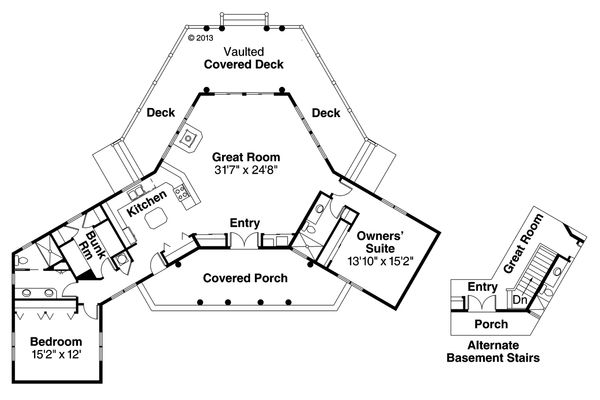 © 2013
Vaulted
Covered Deck
Deck
Deck
Great Room
31'7" x 24'8"
Kitchen
Bunk
Rm
Entry
Owners'
Suite
13'10" x 15'2"
Covered Porch
Bedroom
15'2" x 12'
Great Room
Entry
Dn
Porch
Alternate
Basement Stairs